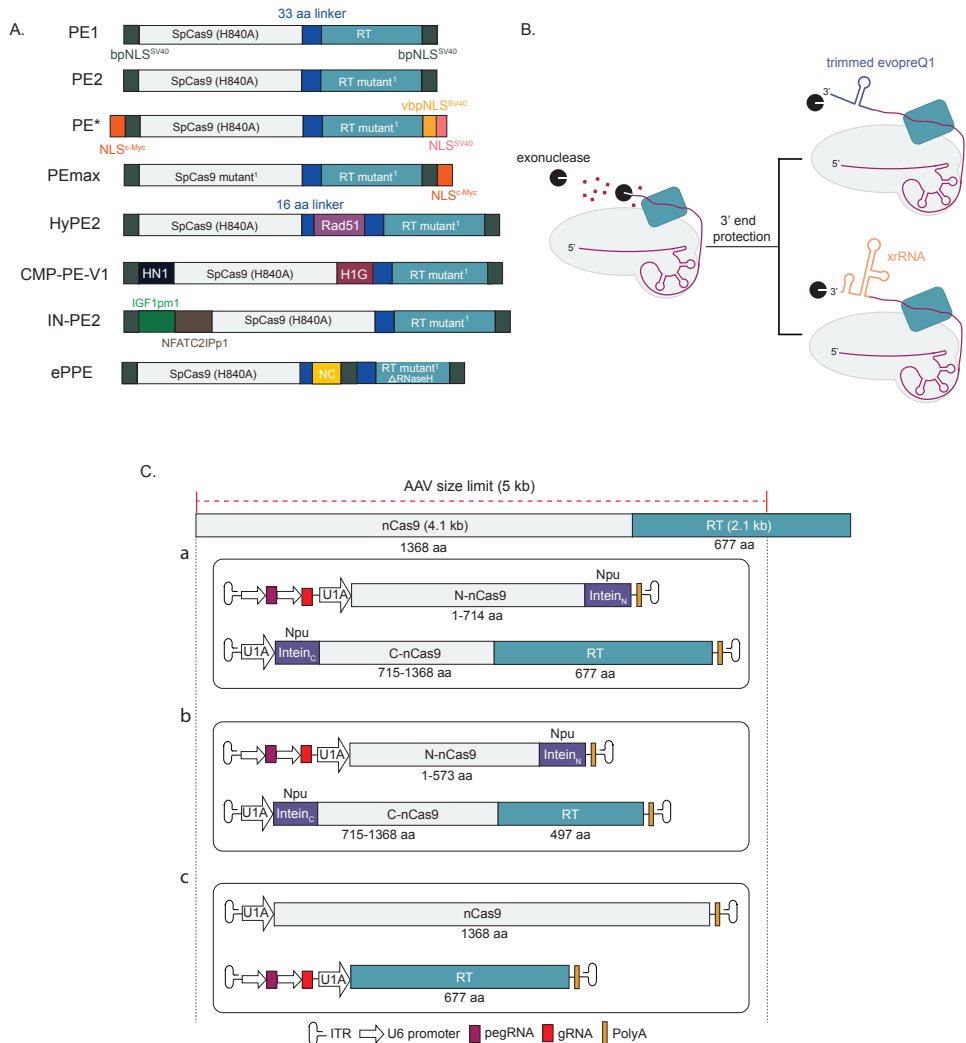 A.
33 aa linker
PE1
SpCas9 (H840A)
RT
bpNLS^SV40
bpNLS^SV40
PE2
SpCas9 (H840A)
RT mutant¹
vbpNLS^SV40
PE*
SpCas9 (H840A)
RT mutant¹
NLS^c-Myc
NLS^SV40
PEmax
SpCas9 mutant¹
RT mutant¹
NLS^c-Myc
16 aa linker
HyPE2
SpCas9 (H840A)
Rad51
RT mutant¹
CMP-PE-V1
HN1
SpCas9 (H840A)
H1G
RT mutant¹
IGF1pm1
IN-PE2
SpCas9 (H840A)
RT mutant¹
NFATC2IPp1
ePPE
SpCas9 (H840A)
NC
RT mutant¹
ΔRNaseH
B.
trimmed evopreQ1
3'
5'
exonuclease
5'
3' end
protection
xrRNA
3'
5'
C.
AAV size limit (5 kb)
nCas9 (4.1 kb)
RT (2.1 kb)
1368 aa
677 aa
a
Npu
U1A
N-nCas9
Intein_N
1-714 aa
Npu
U1A
Intein_C
C-nCas9
RT
715-1368 aa
677 aa
b
Npu
U1A
N-nCas9
Intein_N
1-573 aa
Npu
U1A
Intein_C
C-nCas9
RT
715-1368 aa
497 aa
c
U1A
nCas9
1368 aa
U1A
RT
677 aa
ITR
U6 promoter
pegRNA
gRNA
PolyA